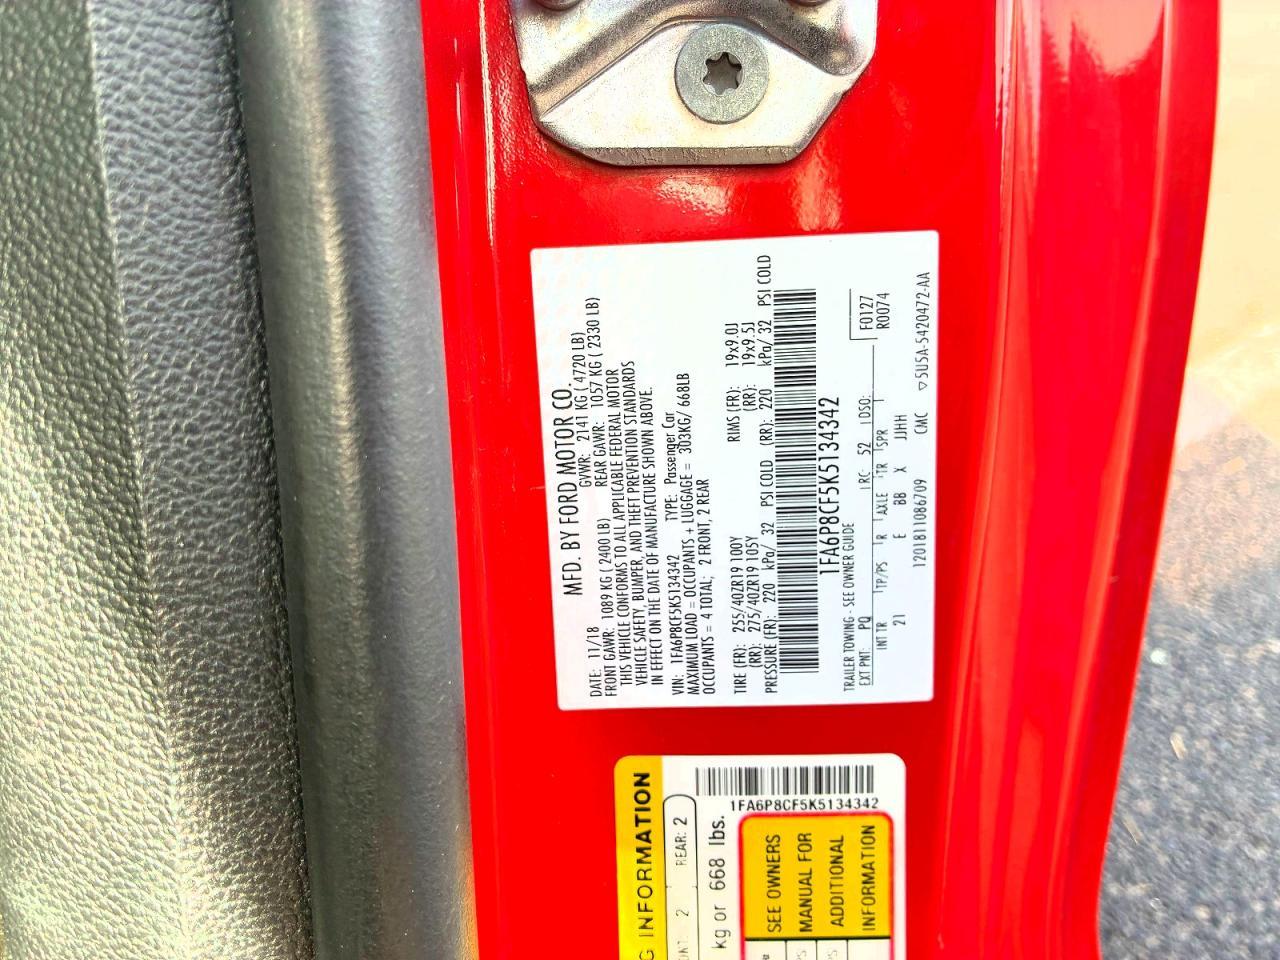 MFD. BY FORD MOTOR CO.
DATE: 11/18 GVWR: 2141 KG ( 4720 LB)
FRONT GAWR: 1089 KG ( 2400 LB) REAR GAWR: 1057 KG ( 2330 LB)
THIS VEHICLE CONFORMS TO ALL APPLICABLE FEDERAL MOTOR
VEHICLE SAFETY, BUMPER, AND THEFT PREVENTION STANDARDS
IN EFFECT ON THE DATE OF MANUFACTURE SHOWN ABOVE.
VIN: 1FA6P8CF5K5134342 TYPE: Passenger Car
MAXIMUM LOAD = OCCUPANTS + LUGGAGE = 303KG/ 668LB
OCCUPANTS = 4 TOTAL; 2 FRONT, 2 REAR
TIRE (FR): 255/40ZR19 100Y RIMS (FR): 19x9.0J
(RR): 275/40ZR19 105Y (RR): 19x9.5J
PRESSURE (FR): 220 kPa/ 32 PSI COLD (RR): 220 kPa/ 32 PSI COLD
1FA6P8CF5K5134342
TRAILER TOWING - SEE OWNER GUIDE F0127
EXT PNT: PQ RC: 52 DSO: R0074
INT TR TP/PS R AXLE TR SPR
21 E BB X JJHH
1201811086709 CMC ▽5U5A-5420472-AA
G INFORMATION
2 REAR: 2
kg or 668 lbs.
1FA6P8CF5K5134342
SEE OWNERS
MANUAL FOR
ADDITIONAL
INFORMATION